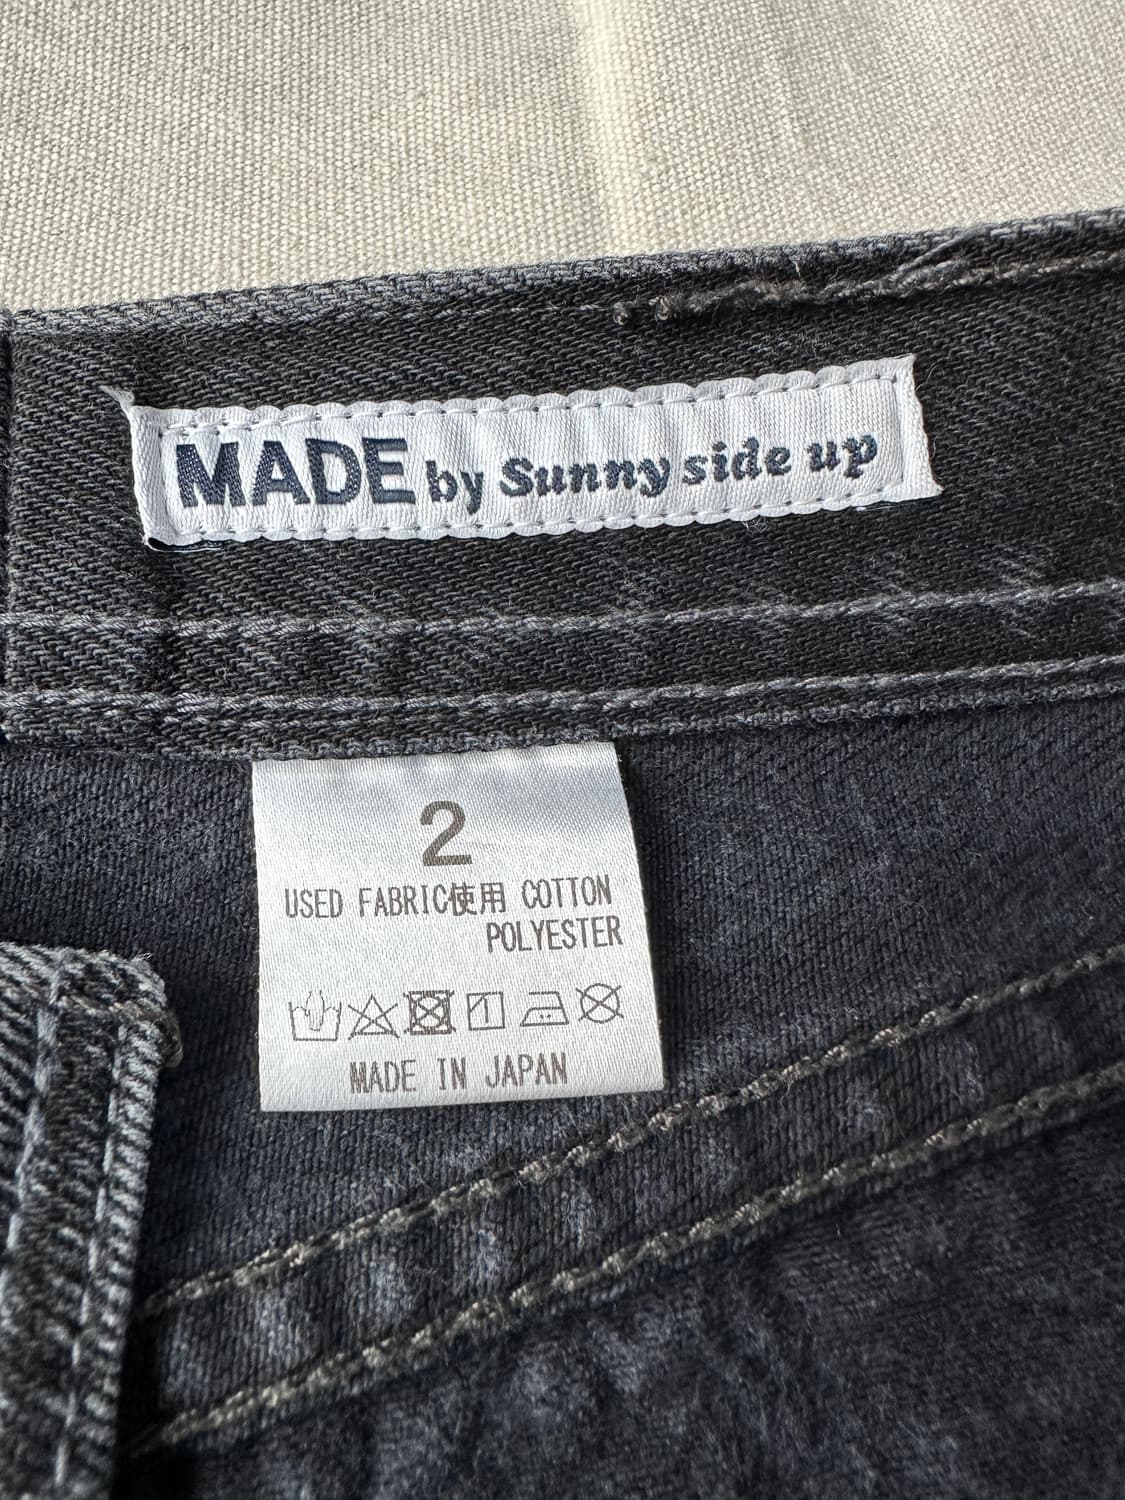 MADE by Sunny side up
2
USED FABRIC使用 COTTON
POLYESTER
MADE IN JAPAN